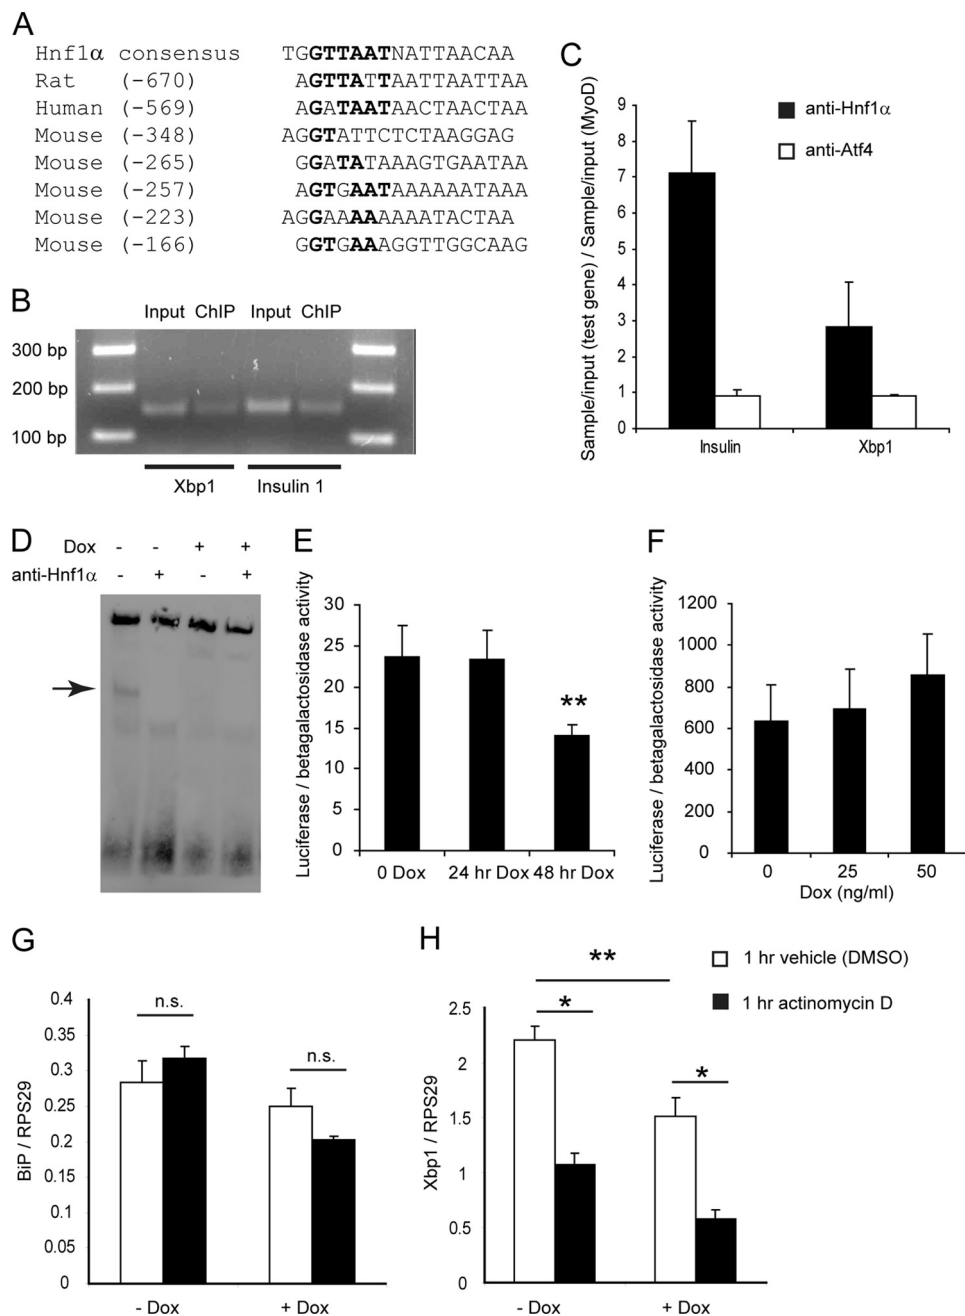 A
Hnf1α consensus TGGTTAATNATTAACAA
Rat (-670) AGTTATTAATTAATTAA
Human (-569) AGATAATAACTAACTAA
Mouse (-348) AGGTATTCTCTAAGGAG
Mouse (-265) GGATATAAAGTGAATAA
Mouse (-257) AGTGAATAAAAAATAAA
Mouse (-223) AGGAAAAAAAATACTAA
Mouse (-166) GGTGAAAGGTTGGCAAG
B
Input ChIP Input ChIP
300 bp
200 bp
100 bp
Xbp1 Insulin 1
C
Sample/input (test gene) / Sample/input (MyoD)
9
8
7
6
5
4
3
2
1
0
anti-Hnf1α
anti-Atf4
Insulin Xbp1
D
Dox - - + +
anti-Hnf1α - + - +
E
Luciferase / betagalactosidase activity
30
25
20
15
10
5
0
**
0 Dox 24 hr Dox 48 hr Dox
F
Luciferase / betagalactosidase activity
1200
1000
800
600
400
200
0
0 25 50
Dox (ng/ml)
G
BiP / RPS29
0.4
0.35
0.3
0.25
0.2
0.15
0.1
0.05
0
n.s.
n.s.
- Dox + Dox
H
Xbp1 / RPS29
2.5
2
1.5
1
0.5
0
**
*
*
1 hr vehicle (DMSO)
1 hr actinomycin D
- Dox + Dox